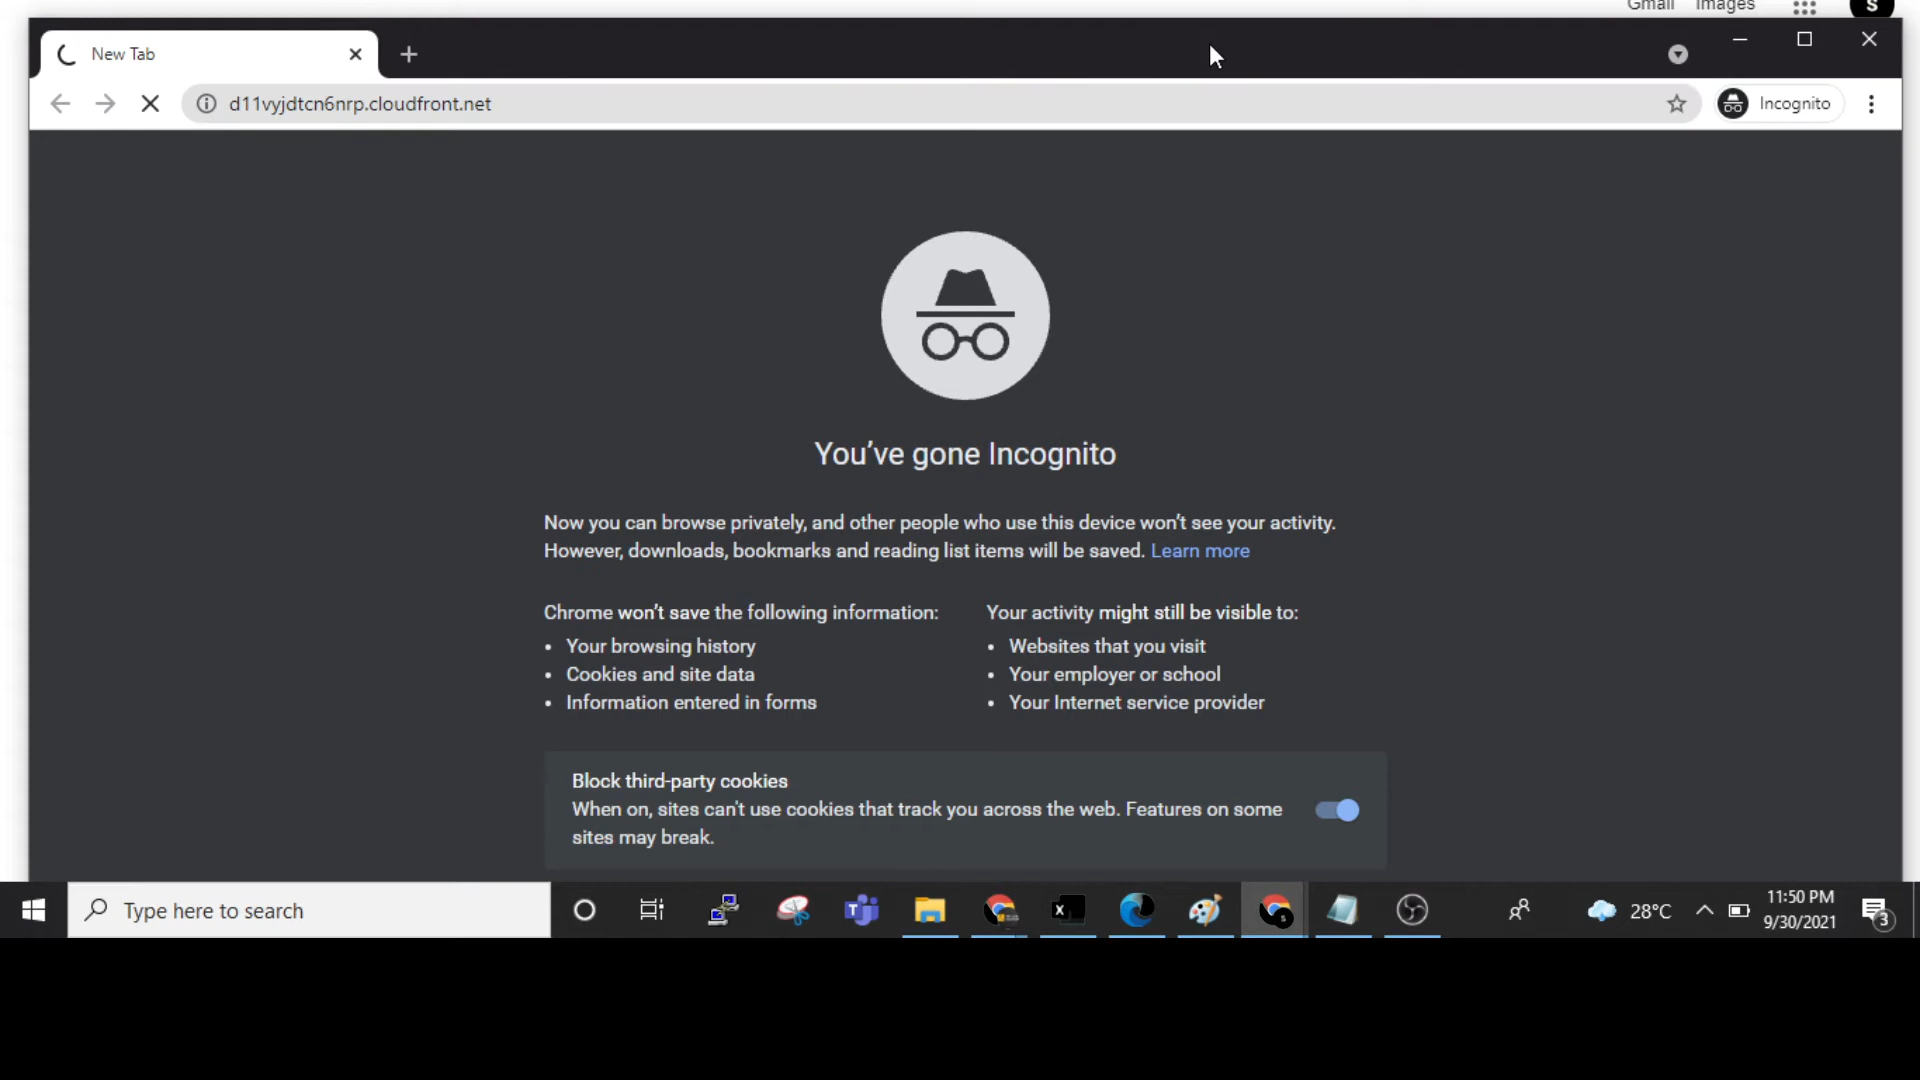 Gmail Images
S
New Tab
d11vyjdtcn6nrp.cloudfront.net
Incognito
You've gone Incognito
Now you can browse privately, and other people who use this device won't see your activity.
However, downloads, bookmarks and reading list items will be saved. Learn more
Chrome won't save the following information:
• Your browsing history
• Cookies and site data
• Information entered in forms
Your activity might still be visible to:
• Websites that you visit
• Your employer or school
• Your Internet service provider
Block third-party cookies
When on, sites can't use cookies that track you across the web. Features on some
sites may break.
Type here to search
28°C
11:50 PM
9/30/2021
3